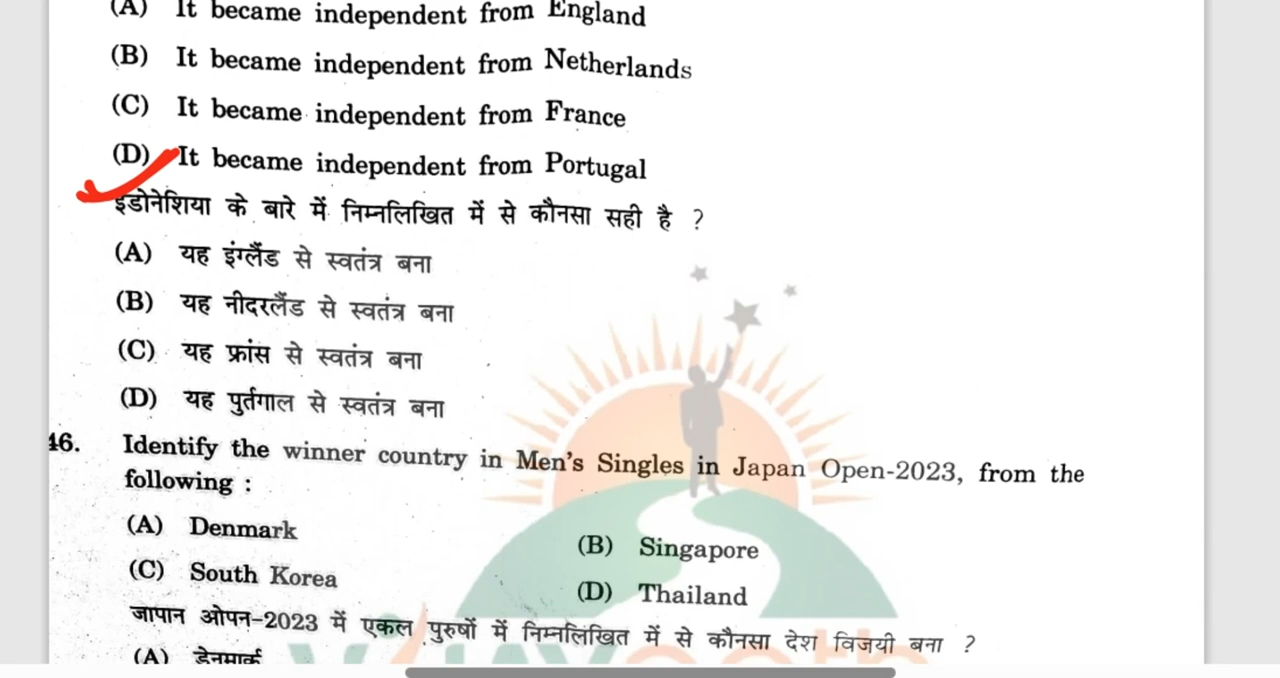 (A) It became independent from England
(B) It became independent from Netherlands
(C) It became independent from France
(D) It became independent from Portugal
इंडोनेशिया के बारे में निम्नलिखित में से कौनसा सही है ?
(A) यह इंग्लैंड से स्वतंत्र बना
(B) यह नीदरलैंड से स्वतंत्र बना
(C) यह फ्रांस से स्वतंत्र बना
(D) यह पुर्तगाल से स्वतंत्र बना
46. Identify the winner country in Men's Singles in Japan Open-2023, from the
following :
(A) Denmark
(B) Singapore
(C) South Korea
(D) Thailand
जापान ओपन-2023 में एकल पुरुषों में निम्नलिखित में से कौनसा देश विजयी बना ?
(A) डेनमार्क